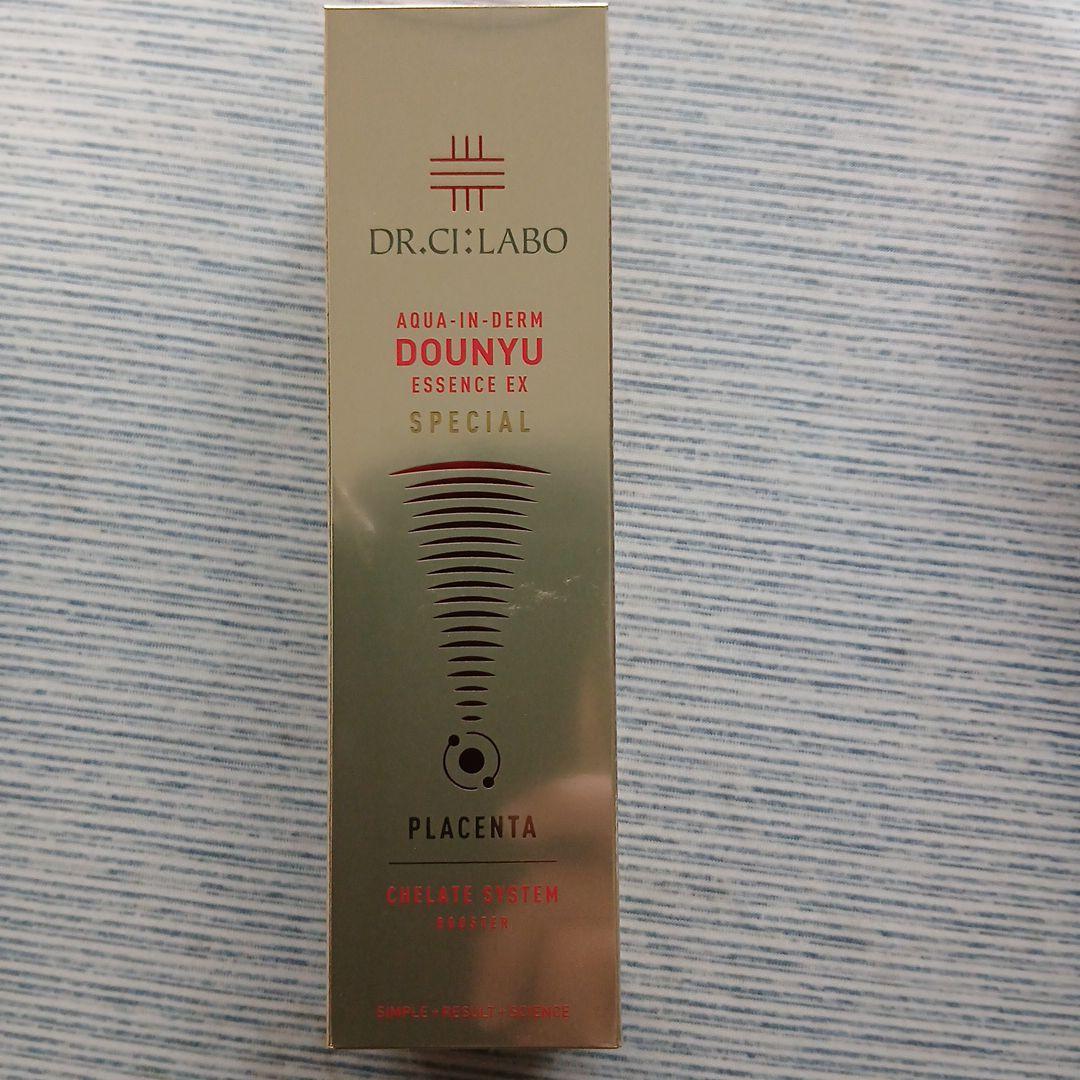 DR.CI:LABO
AQUA-IN-DERM
DOUNYU
ESSENCE EX
SPECIAL
PLACENTA
CHELATE SYSTEM
BOOSTER
SIMPLE+RESULT+SCIENCE